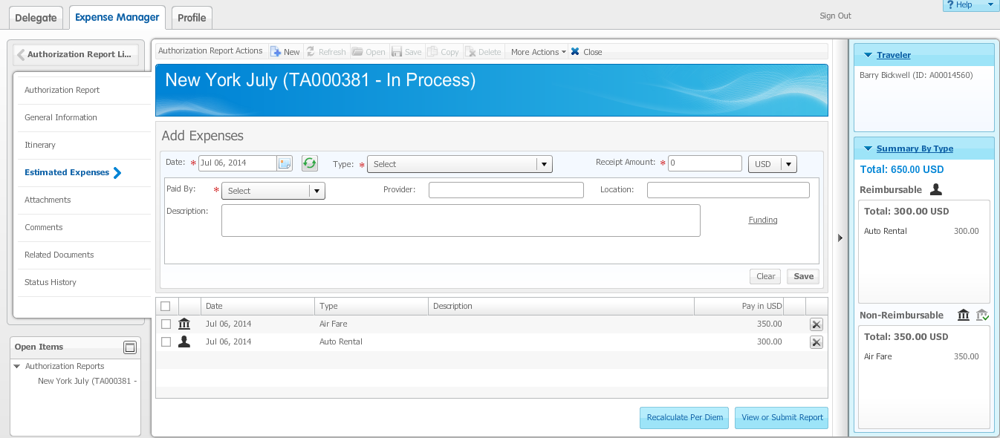 Delegate Expense Manager Profile Sign Out ? Help
Authorization Report Li...
Authorization Report
General Information
Itinerary
Estimated Expenses
Attachments
Comments
Related Documents
Status History
Open Items
Authorization Reports
New York July (TA000381 -
Authorization Report Actions New Refresh Open Save Copy Delete More Actions Close
New York July (TA000381 - In Process)
Add Expenses
Date: * Jul 06, 2014 Type: * Select Receipt Amount: * 0 USD
Paid By: * Select Provider: Location:
Description: Funding
Clear Save
Date Type Description Pay in USD
Jul 06, 2014 Air Fare 350.00
Jul 06, 2014 Auto Rental 300.00
Recalculate Per Diem View or Submit Report
Traveler
Barry Bickwell (ID: A00014560)
Summary By Type
Total: 650.00 USD
Reimbursable
Total: 300.00 USD
Auto Rental 300.00
Non-Reimbursable
Total: 350.00 USD
Air Fare 350.00